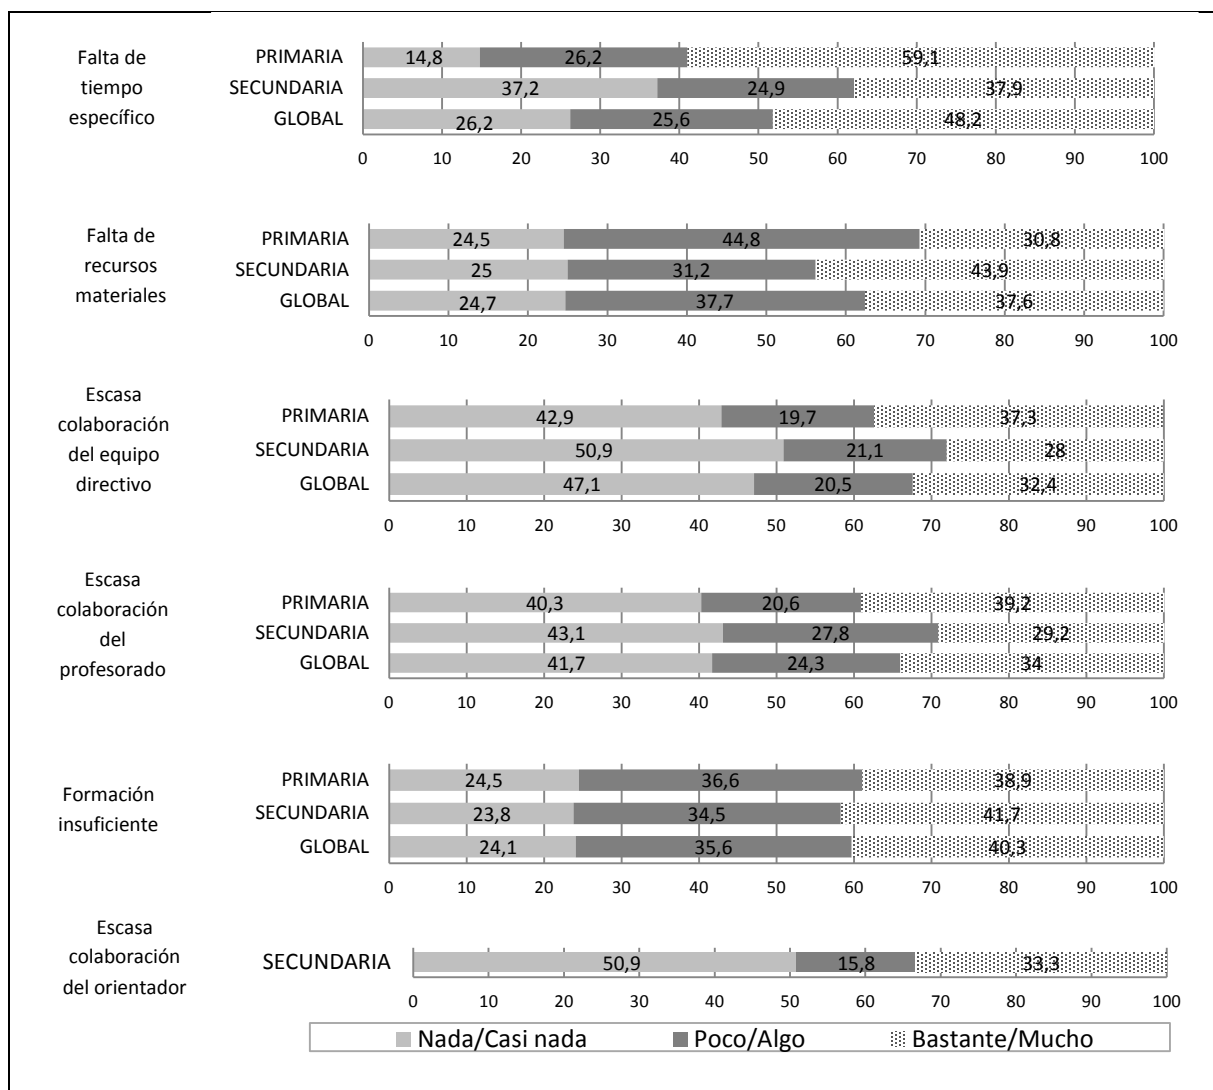 Falta de
tiempo
específico
PRIMARIA 14,8 26,2 59,1
SECUNDARIA 37,2 24,9 37,9
GLOBAL 26,2 25,6 48,2
0 10 20 30 40 50 60 70 80 90 100
Falta de
recursos
materiales
PRIMARIA 24,5 44,8 30,8
SECUNDARIA 25 31,2 43,9
GLOBAL 24,7 37,7 37,6
0 10 20 30 40 50 60 70 80 90 100
Escasa
colaboración
del equipo
directivo
PRIMARIA 42,9 19,7 37,3
SECUNDARIA 50,9 21,1 28
GLOBAL 47,1 20,5 32,4
0 10 20 30 40 50 60 70 80 90 100
Escasa
colaboración
del
profesorado
PRIMARIA 40,3 20,6 39,2
SECUNDARIA 43,1 27,8 29,2
GLOBAL 41,7 24,3 34
0 10 20 30 40 50 60 70 80 90 100
Formación
insuficiente
PRIMARIA 24,5 36,6 38,9
SECUNDARIA 23,8 34,5 41,7
GLOBAL 24,1 35,6 40,3
0 10 20 30 40 50 60 70 80 90 100
Escasa
colaboración
del orientador
SECUNDARIA 50,9 15,8 33,3
0 10 20 30 40 50 60 70 80 90 100
Nada/Casi nada Poco/Algo Bastante/Mucho